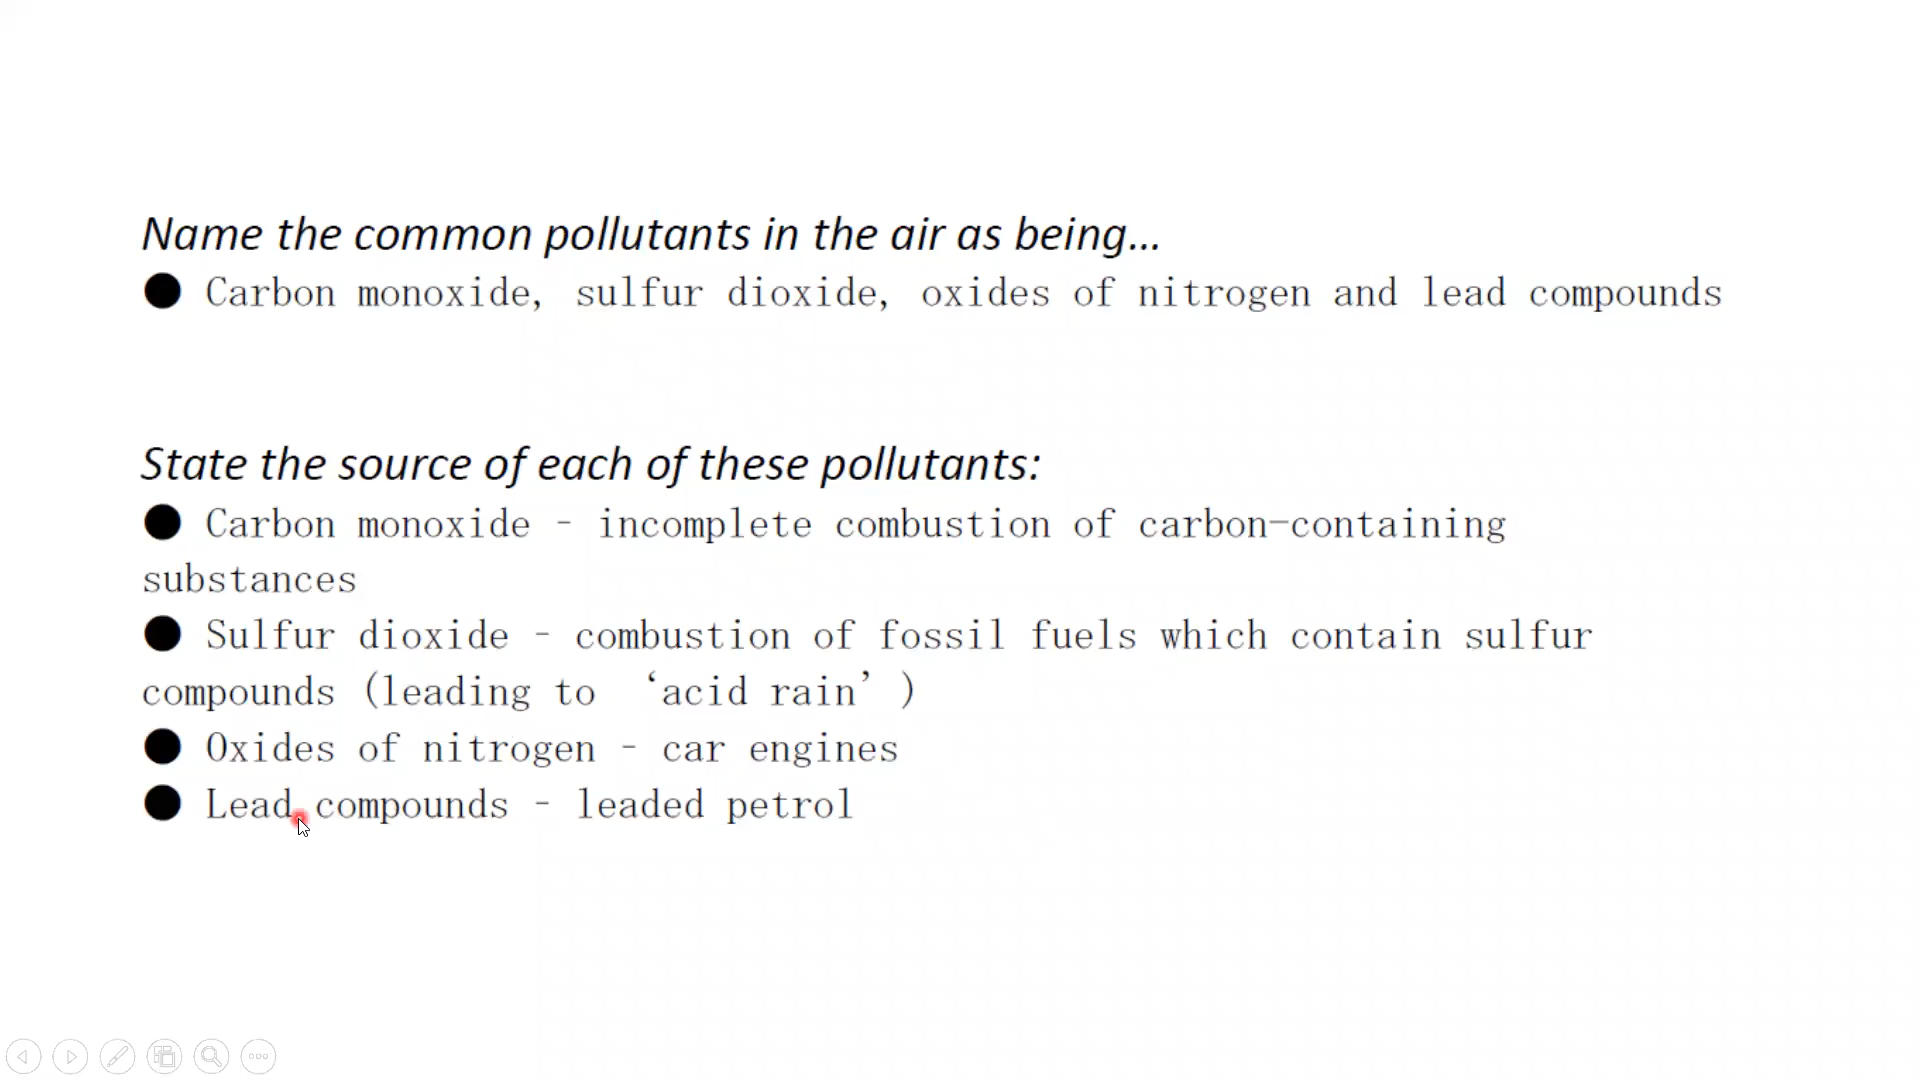 Name the common pollutants in the air as being...
● Carbon monoxide, sulfur dioxide, oxides of nitrogen and lead compounds
State the source of each of these pollutants:
● Carbon monoxide – incomplete combustion of carbon-containing
substances
● Sulfur dioxide – combustion of fossil fuels which contain sulfur
compounds (leading to ‘acid rain’)
● Oxides of nitrogen – car engines
● Lead compounds – leaded petrol